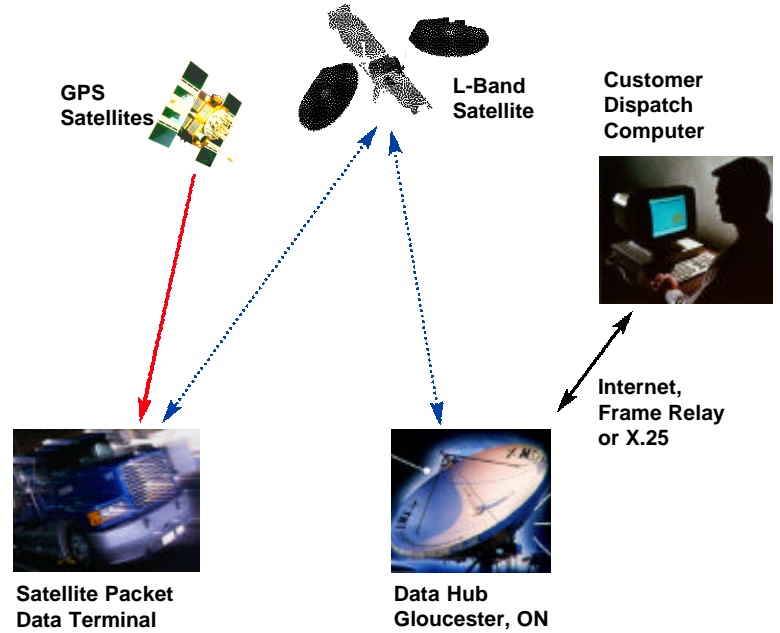 GPS
Satellites
L-Band
Satellite
Customer
Dispatch
Computer
Internet,
Frame Relay
or X.25
Satellite Packet
Data Terminal
Data Hub
Gloucester, ON